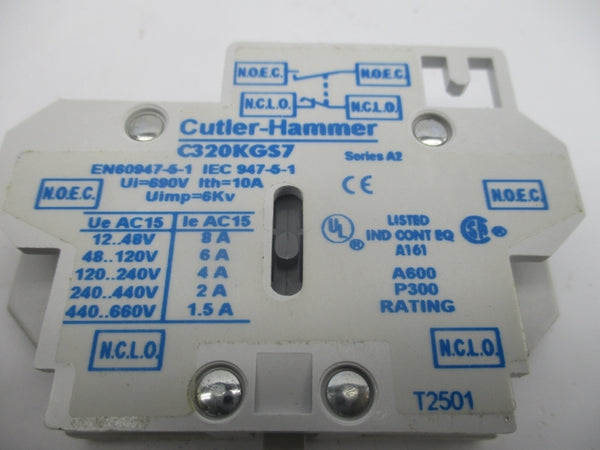 N.O.E.C. N.O.E.C.
N.C.L.O. N.C.L.O.
Cutler-Hammer
C320KGS7 Series A2
EN60947-5-1 IEC 947-5-1
Ui=690V Ith=10A
Uimp=6Kv
CE
N.O.E.C. N.O.E.C.
Ue AC15 Ie AC15
12..48V 8 A
48..120V 6 A
120..240V 4 A
240..440V 2 A
440..660V 1.5 A
UL LISTED SA
IND CONT EQ
A161
A600
P300
RATING
N.C.L.O. N.C.L.O.
T2501